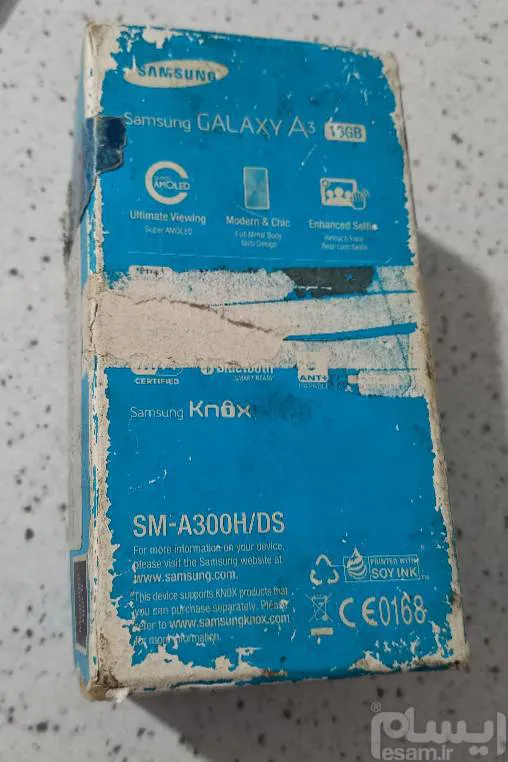 SAMSUNG
Samsung GALAXY A3 16GB
AMOLED
Ultimate Viewing
Super AMOLED
Modern & Chic
Full Metal Body
Slim Design
Enhanced Selfie
CERTIFIED
Bluetooth
SMART READY
ANT+
Samsung Knox
SM-A300H/DS
For more information on your device,
please visit the Samsung website at
www.samsung.com.
This device supports KNOX products that
you can purchase separately. Please
refer to www.samsungknox.com
for more information.
PRINTED WITH
SOY INK
CE0168
ایسام
esam.ir